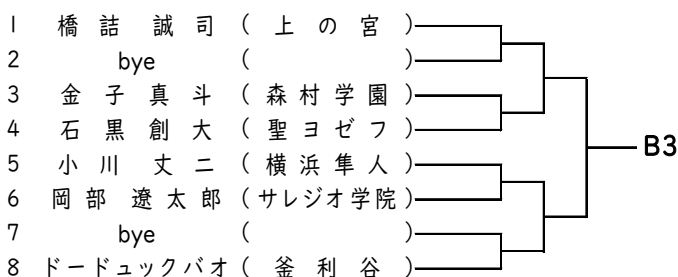 1 橋詰 誠司 (上の宮)
2 bye ( )
3 金子真斗 (森村学園)
4 石黒創大 (聖ヨゼフ)
B3
5 小川 丈二 (横浜隼人)
6 岡部 遼太郎 (サレジオ学院)
7 bye ( )
8 ドードュックバオ (釜利谷)